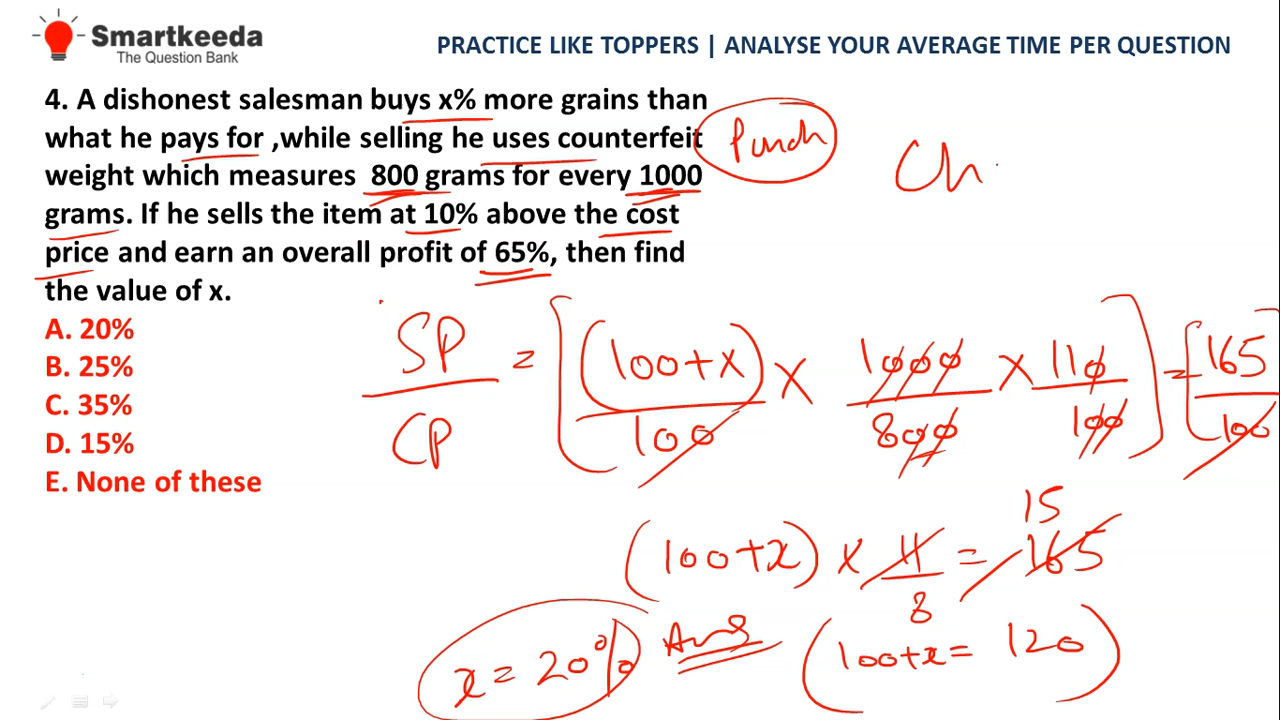 Smartkeeda
The Question Bank
PRACTICE LIKE TOPPERS | ANALYSE YOUR AVERAGE TIME PER QUESTION
4. A dishonest salesman buys x% more grains than
what he pays for ,while selling he uses counterfeit
weight which measures 800 grams for every 1000
grams. If he sells the item at 10% above the cost
price and earn an overall profit of 65%, then find
the value of x.
A. 20%
B. 25%
C. 35%
D. 15%
E. None of these
Ch
SP/CP = [(100+x)/100 × 1000/800 × 110/100] = [165/100
15
(100+x) × 11/8 = 165
x = 20% Ans (100+x = 120)